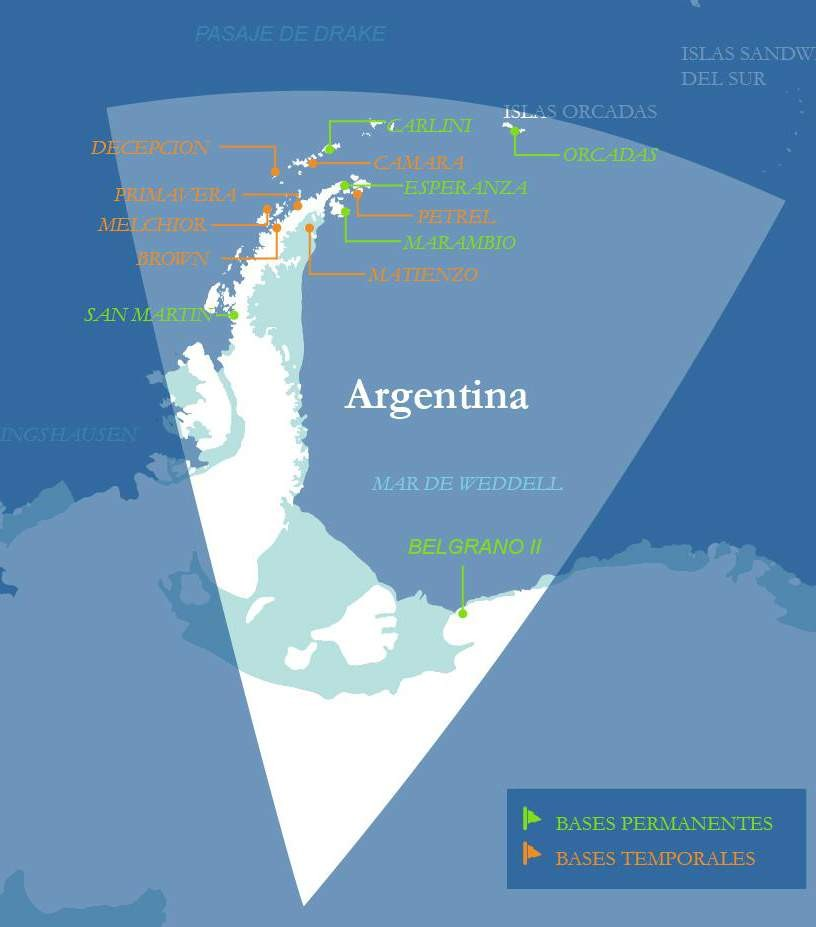 PASAJE DE DRAKE
ISLAS SANDW
DEL SUR
ISLAS ORCADAS
CARLINI
DECEPCION
ORCADAS
CAMARA
ESPERANZA
PRIMAVERA
PETREL
MELCHIOR
MARAMBIO
BROWN
MATIENZO
SAN MARTIN
Argentina
INGSHAUSEN
MAR DE WEDDELL
BELGRANO II
BASES PERMANENTES
BASES TEMPORALES